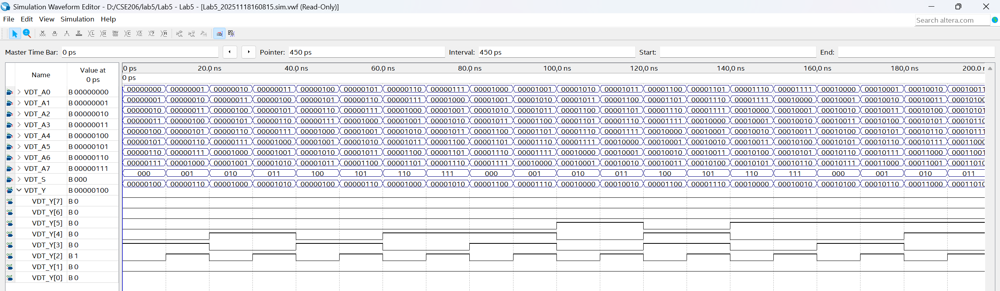 Simulation Waveform Editor - D:/CSE206/lab5/Lab5 - Lab5 - [Lab5_20251118160815.sim.vwf (Read-Only)]
File Edit View Simulation Help
Search altera.com
Master Time Bar: 0 ps Pointer: 450 ps Interval: 450 ps Start: End:
Name Value at 0 ps
0 ps 20.0 ns 40.0 ns 60.0 ns 80.0 ns 100.0 ns 120.0 ns 140.0 ns 160.0 ns 180.0 ns 200.0 n
0 ps
VDT_A0 B 00000000 00000000 00000001 00000010 00000011 00000100 00000101 00000110 00000111 00001000 00001001 00001010 00001011 00001100 00001101 00001110 00001111 00010000 00010001 00010010 00010011
VDT_A1 B 00000001 00000001 00000010 00000011 00000100 00000101 00000110 00000111 00001000 00001001 00001010 00001011 00001100 00001101 00001110 00001111 00010000 00010001 00010010 00010011 00010100
VDT_A2 B 00000010 00000010 00000011 00000100 00000101 00000110 00000111 00001000 00001001 00001010 00001011 00001100 00001101 00001110 00001111 00010000 00010001 00010010 00010011 00010100 00010101
VDT_A3 B 00000011 00000011 00000100 00000101 00000110 00000111 00001000 00001001 00001010 00001011 00001100 00001101 00001110 00001111 00010000 00010001 00010010 00010011 00010100 00010101 00010110
VDT_A4 B 00000100 00000100 00000101 00000110 00000111 00001000 00001001 00001010 00001011 00001100 00001101 00001110 00001111 00010000 00010001 00010010 00010011 00010100 00010101 00010110 00010111
VDT_A5 B 00000101 00000101 00000110 00000111 00001000 00001001 00001010 00001011 00001100 00001101 00001110 00001111 00010000 00010001 00010010 00010011 00010100 00010101 00010110 00010111 00011000
VDT_A6 B 00000110 00000110 00000111 00001000 00001001 00001010 00001011 00001100 00001101 00001110 00001111 00010000 00010001 00010010 00010011 00010100 00010101 00010110 00010111 00011000 00011001
VDT_A7 B 00000111 00000111 00001000 00001001 00001010 00001011 00001100 00001101 00001110 00001111 00010000 00010001 00010010 00010011 00010100 00010101 00010110 00010111 00011000 00011001 00011010
VDT_S B 000 000 001 010 011 100 101 110 111 000 001 010 011 100 101 110 111 000 001 010 011
VDT_Y B 00000100 00000100 00000110 00001000 00001010 00000100 00000110 00001000 00001010 00001100 00001110 00010000 00010010 00001100 00001110 00010000 00010010 00010100 00010110 00011000 00011010
VDT_Y[7] B 0
VDT_Y[6] B 0
VDT_Y[5] B 0
VDT_Y[4] B 0
VDT_Y[3] B 0
VDT_Y[2] B 1
VDT_Y[1] B 0
VDT_Y[0] B 0